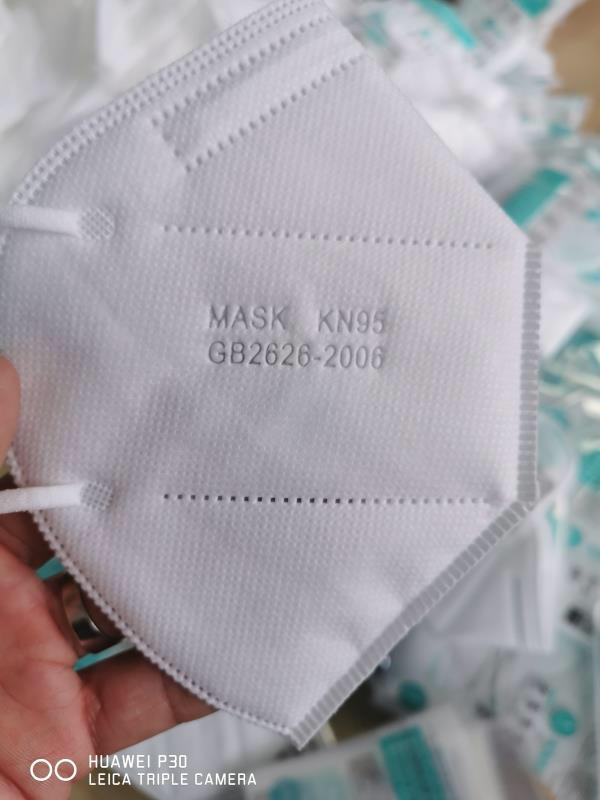 MASK KN95
GB2626-2006
HUAWEI P30
LEICA TRIPLE CAMERA